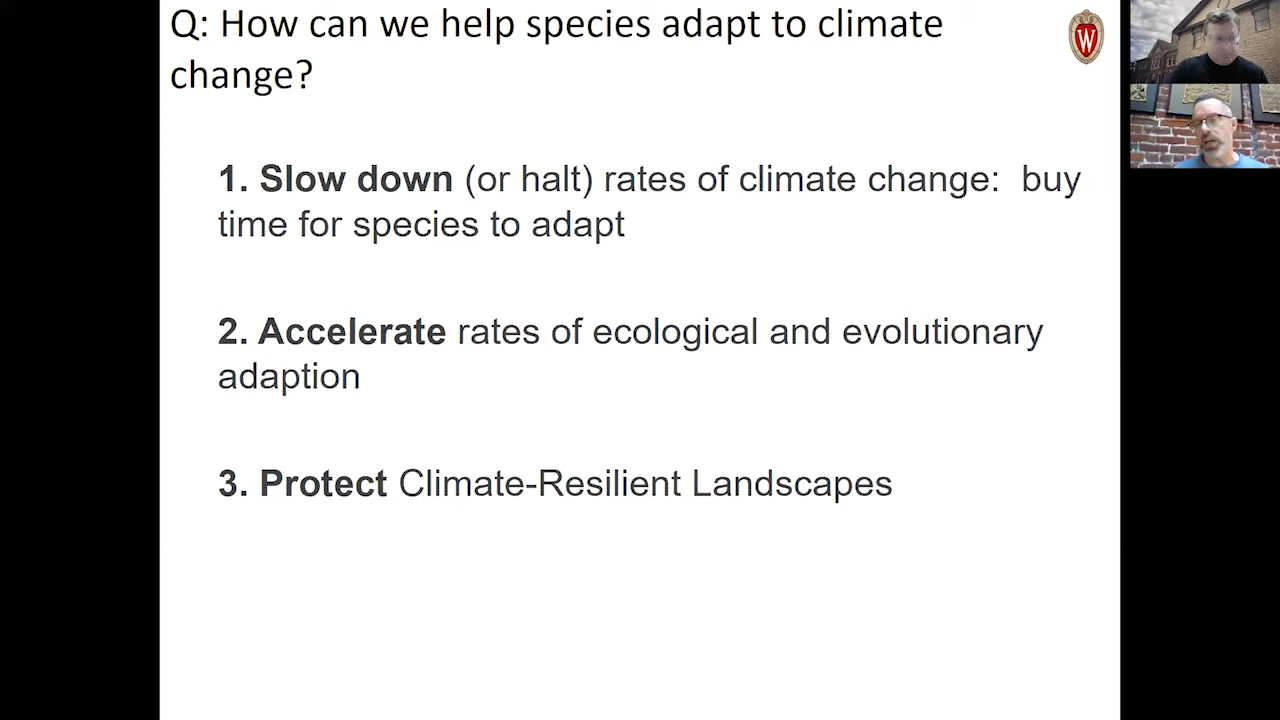 Q: How can we help species adapt to climate
change?
W
1. Slow down (or halt) rates of climate change:  buy
time for species to adapt
2. Accelerate rates of ecological and evolutionary
adaption
3. Protect Climate-Resilient Landscapes